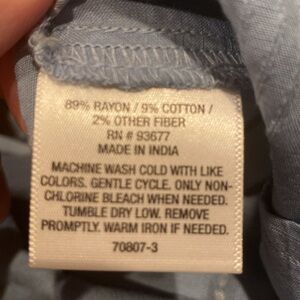 89% RAYON / 9% COTTON /
2% OTHER FIBER
RN # 93677
MADE IN INDIA
MACHINE WASH COLD WITH LIKE
COLORS. GENTLE CYCLE. ONLY NON-
CHLORINE BLEACH WHEN NEEDED.
TUMBLE DRY LOW. REMOVE
PROMPTLY. WARM IRON IF NEEDED.
70807-3